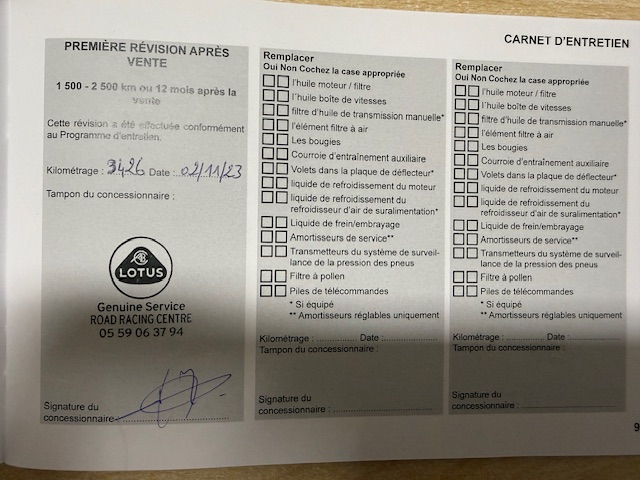 CARNET D'ENTRETIEN
PREMIÈRE RÉVISION APRÈS
VENTE
1 500 - 2 500 km ou 12 mois après la
vente
Cette révision a été effectuée conformément
au Programme d'entretien.
Kilométrage : 3426 Date : 02/11/23
Tampon du concessionnaire :
LOTUS
Genuine Service
ROAD RACING CENTRE
05 59 06 37 94
Signature du
concessionnaire
Remplacer
Oui Non Cochez la case appropriée
l'huile moteur / filtre
l'huile boîte de vitesses
filtre d'huile de transmission manuelle*
l'élément filtre à air
Les bougies
Courroie d'entraînement auxiliaire
Volets dans la plaque de déflecteur*
liquide de refroidissement du moteur
liquide de refroidissement du
refroidisseur d'air de suralimentation*
Liquide de frein/embrayage
Amortisseurs de service**
Transmetteurs du système de surveil-
lance de la pression des pneus
Filtre à pollen
Piles de télécommandes
* Si équipé
** Amortisseurs réglables uniquement
Kilométrage : Date :
Tampon du concessionnaire :
Signature du
concessionnaire :
Remplacer
Oui Non Cochez la case appropriée
l'huile moteur / filtre
l'huile boîte de vitesses
filtre d'huile de transmission manuelle*
l'élément filtre à air
Les bougies
Courroie d'entraînement auxiliaire
Volets dans la plaque de déflecteur*
liquide de refroidissement du moteur
liquide de refroidissement du
refroidisseur d'air de suralimentation*
Liquide de frein/embrayage
Amortisseurs de service**
Transmetteurs du système de surveil-
lance de la pression des pneus
Filtre à pollen
Piles de télécommandes
* Si équipé
** Amortisseurs réglables uniquement
Kilométrage : Date :
Tampon du concessionnaire :
Signature du
concessionnaire :
9